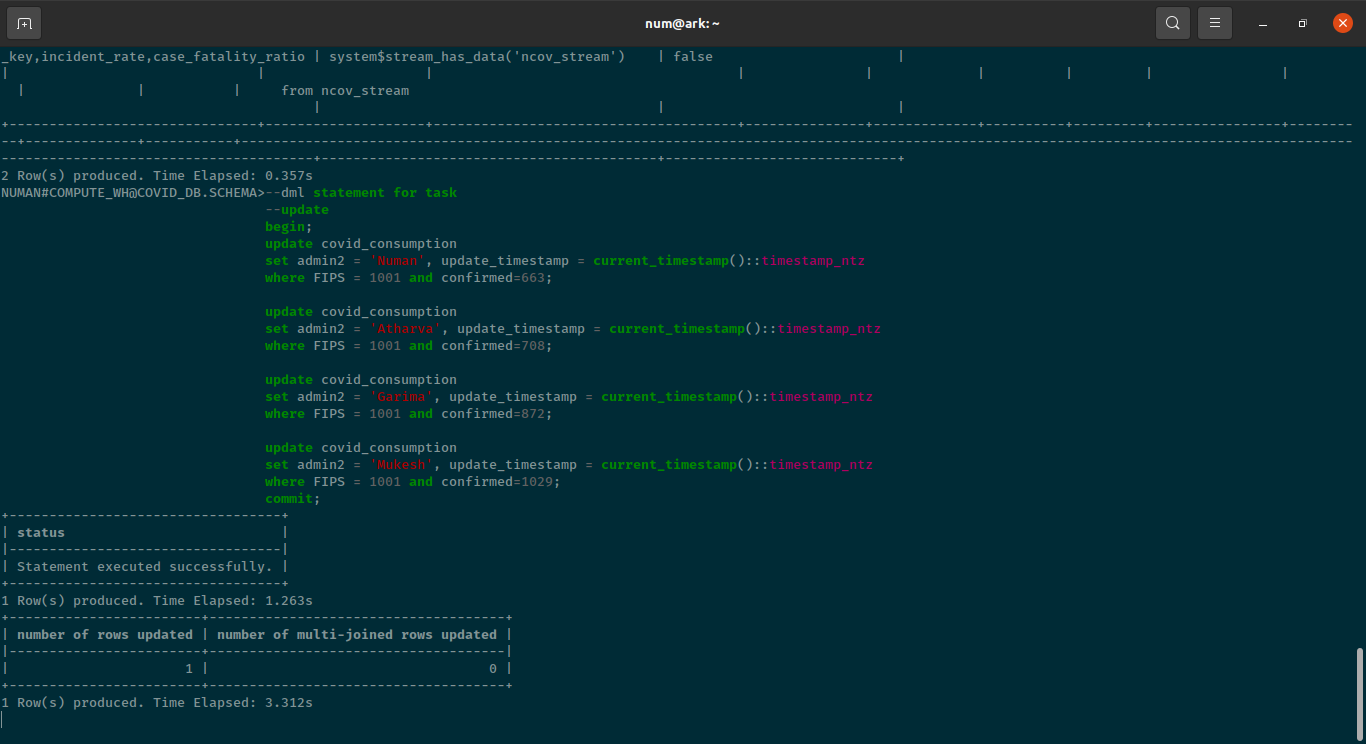 num@ark: ~
_key,incident_rate,case_fatality_ratio | system$stream_has_data('ncov_stream')    | false                       |
|                               |                    |                                      |               |             |          |         |                |
  |              |           |     from ncov_stream
                                       |                                          |                             |
+-------------------------------+--------------------+--------------------------------------+---------------+-------------+----------+---------+----------------+--------
--+--------------+-----------+-------------------------------------------------------------------------------------------------------------------------------------------
---------------------------------------+------------------------------------------+-----------------------------+
2 Row(s) produced. Time Elapsed: 0.357s
NUMAN#COMPUTE_WH@COVID_DB.SCHEMA>--dml statement for task
                                 --update
                                 begin;
                                 update covid_consumption
                                 set admin2 = 'Numan', update_timestamp = current_timestamp()::timestamp_ntz
                                 where FIPS = 1001 and confirmed=663;

                                 update covid_consumption
                                 set admin2 = 'Atharva', update_timestamp = current_timestamp()::timestamp_ntz
                                 where FIPS = 1001 and confirmed=708;

                                 update covid_consumption
                                 set admin2 = 'Garima', update_timestamp = current_timestamp()::timestamp_ntz
                                 where FIPS = 1001 and confirmed=872;

                                 update covid_consumption
                                 set admin2 = 'Mukesh', update_timestamp = current_timestamp()::timestamp_ntz
                                 where FIPS = 1001 and confirmed=1029;
                                 commit;
+----------------------------------+
| status                           |
|----------------------------------|
| Statement executed successfully. |
+----------------------------------+
1 Row(s) produced. Time Elapsed: 1.263s
+------------------------+-------------------------------------+
| number of rows updated | number of multi-joined rows updated |
|------------------------+-------------------------------------|
|                      1 |                                   0 |
+------------------------+-------------------------------------+
1 Row(s) produced. Time Elapsed: 3.312s